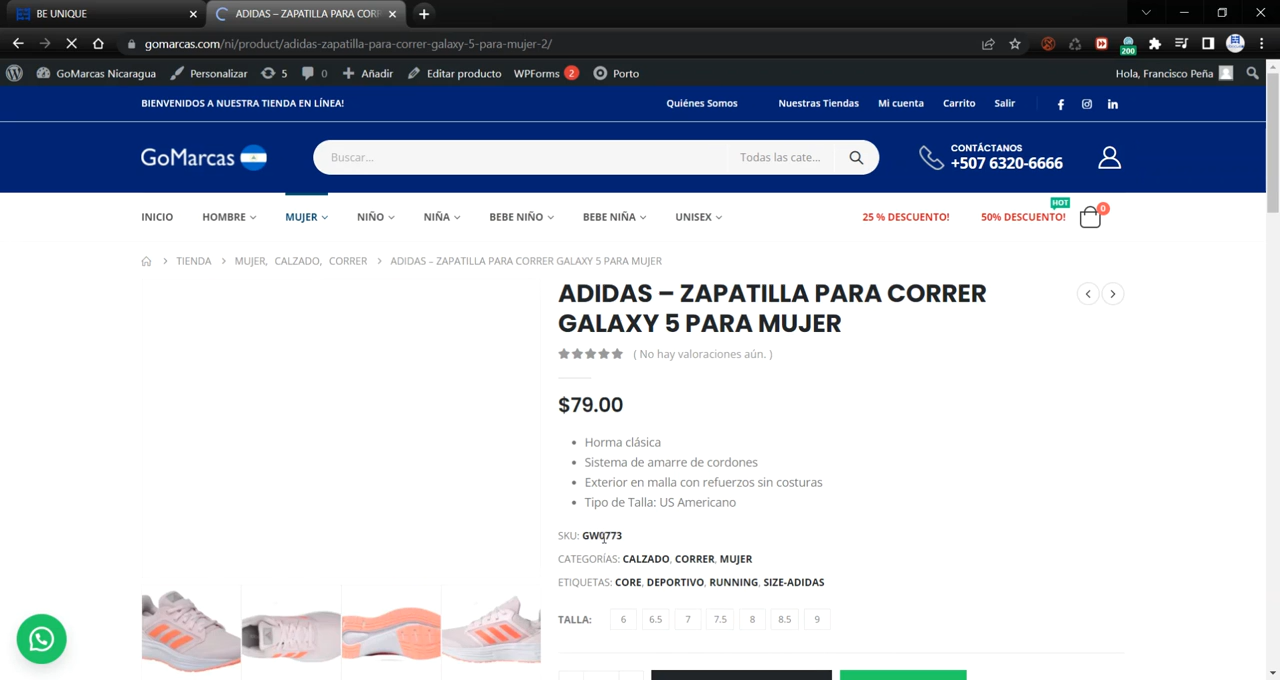 BE UNIQUE
ADIDAS – ZAPATILLA PARA CORR
gomarcas.com/ni/product/adidas-zapatilla-para-correr-galaxy-5-para-mujer-2/
200
GoMarcas Nicaragua Personalizar 5 0 Añadir Editar producto WPForms 2 Porto Hola, Francisco Peña
BIENVENIDOS A NUESTRA TIENDA EN LÍNEA! Quiénes Somos Nuestras Tiendas Mi cuenta Carrito Salir
GoMarcas Buscar... Todas las cate... CONTÁCTANOS
+507 6320-6666
HOT
INICIO HOMBRE MUJER NIÑO NIÑA BEBE NIÑO BEBE NIÑA UNISEX 25 % DESCUENTO! 50% DESCUENTO! 0
TIENDA > MUJER, CALZADO, CORRER > ADIDAS – ZAPATILLA PARA CORRER GALAXY 5 PARA MUJER
ADIDAS – ZAPATILLA PARA CORRER
GALAXY 5 PARA MUJER
( No hay valoraciones aún. )
$79.00
• Horma clásica
• Sistema de amarre de cordones
• Exterior en malla con refuerzos sin costuras
• Tipo de Talla: US Americano
SKU: GW0773
CATEGORÍAS: CALZADO, CORRER, MUJER
ETIQUETAS: CORE, DEPORTIVO, RUNNING, SIZE-ADIDAS
TALLA: 6 6.5 7 7.5 8 8.5 9